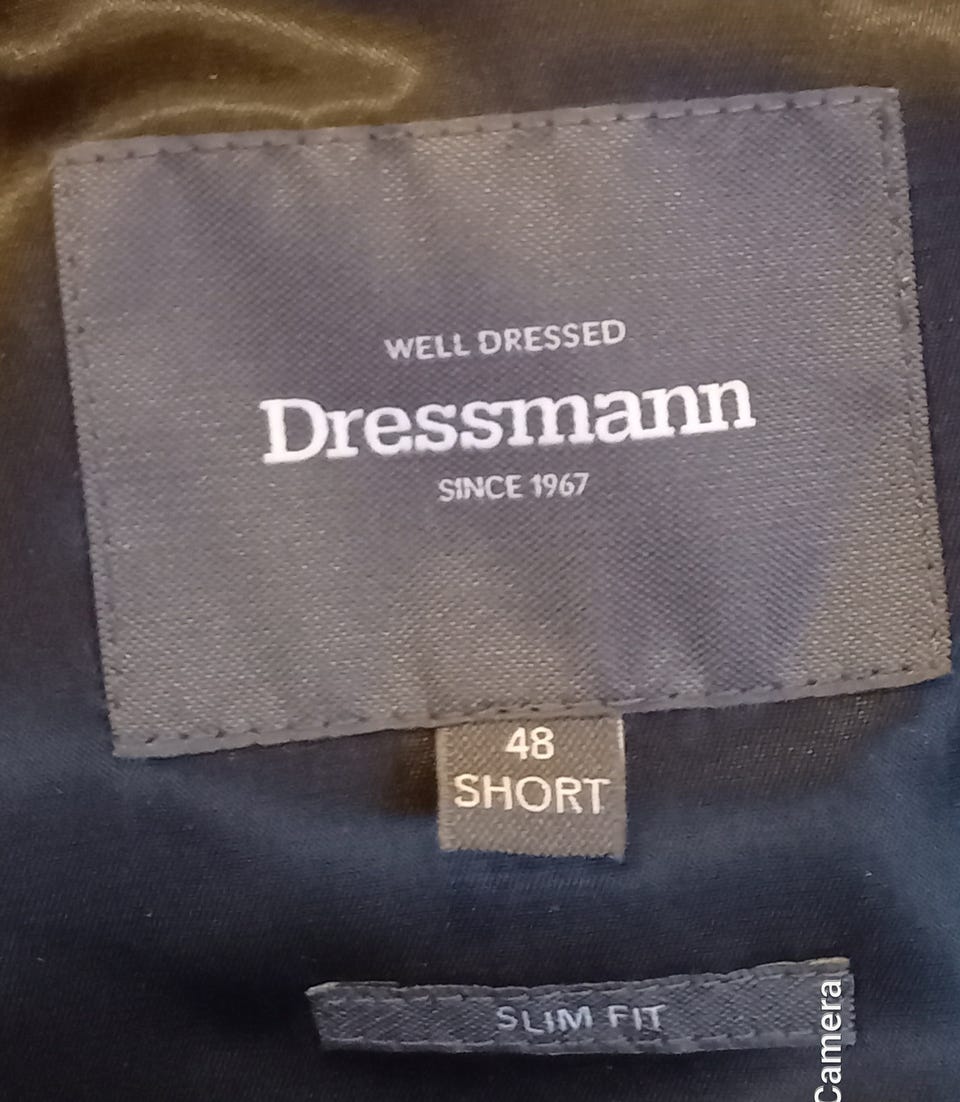 WELL DRESSED
Dressmann
SINCE 1967
48
SHORT
SLIM FIT
Camera